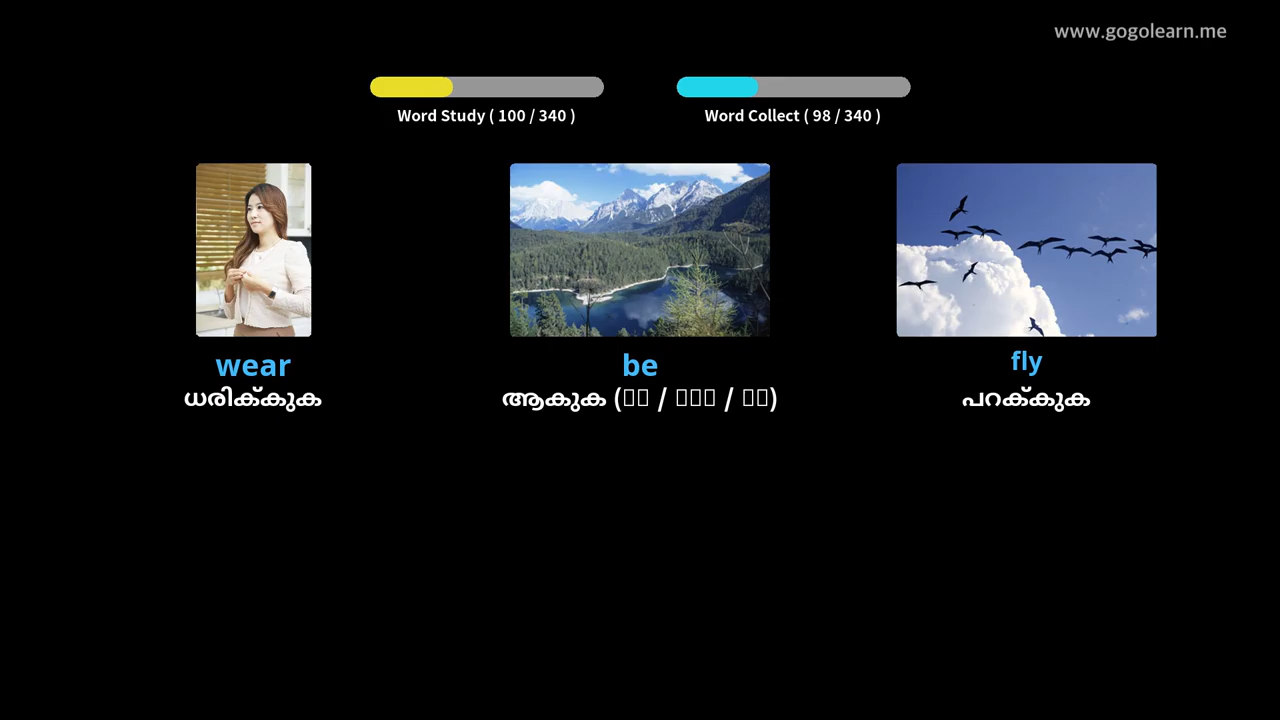 www.gogolearn.me
Word Study ( 100 / 340 )
Word Collect ( 98 / 340 )
wear
be
fly
ധരിക്കുക
ആകുക (▯▯ / ▯▯▯ / ▯▯)
പറക്കുക